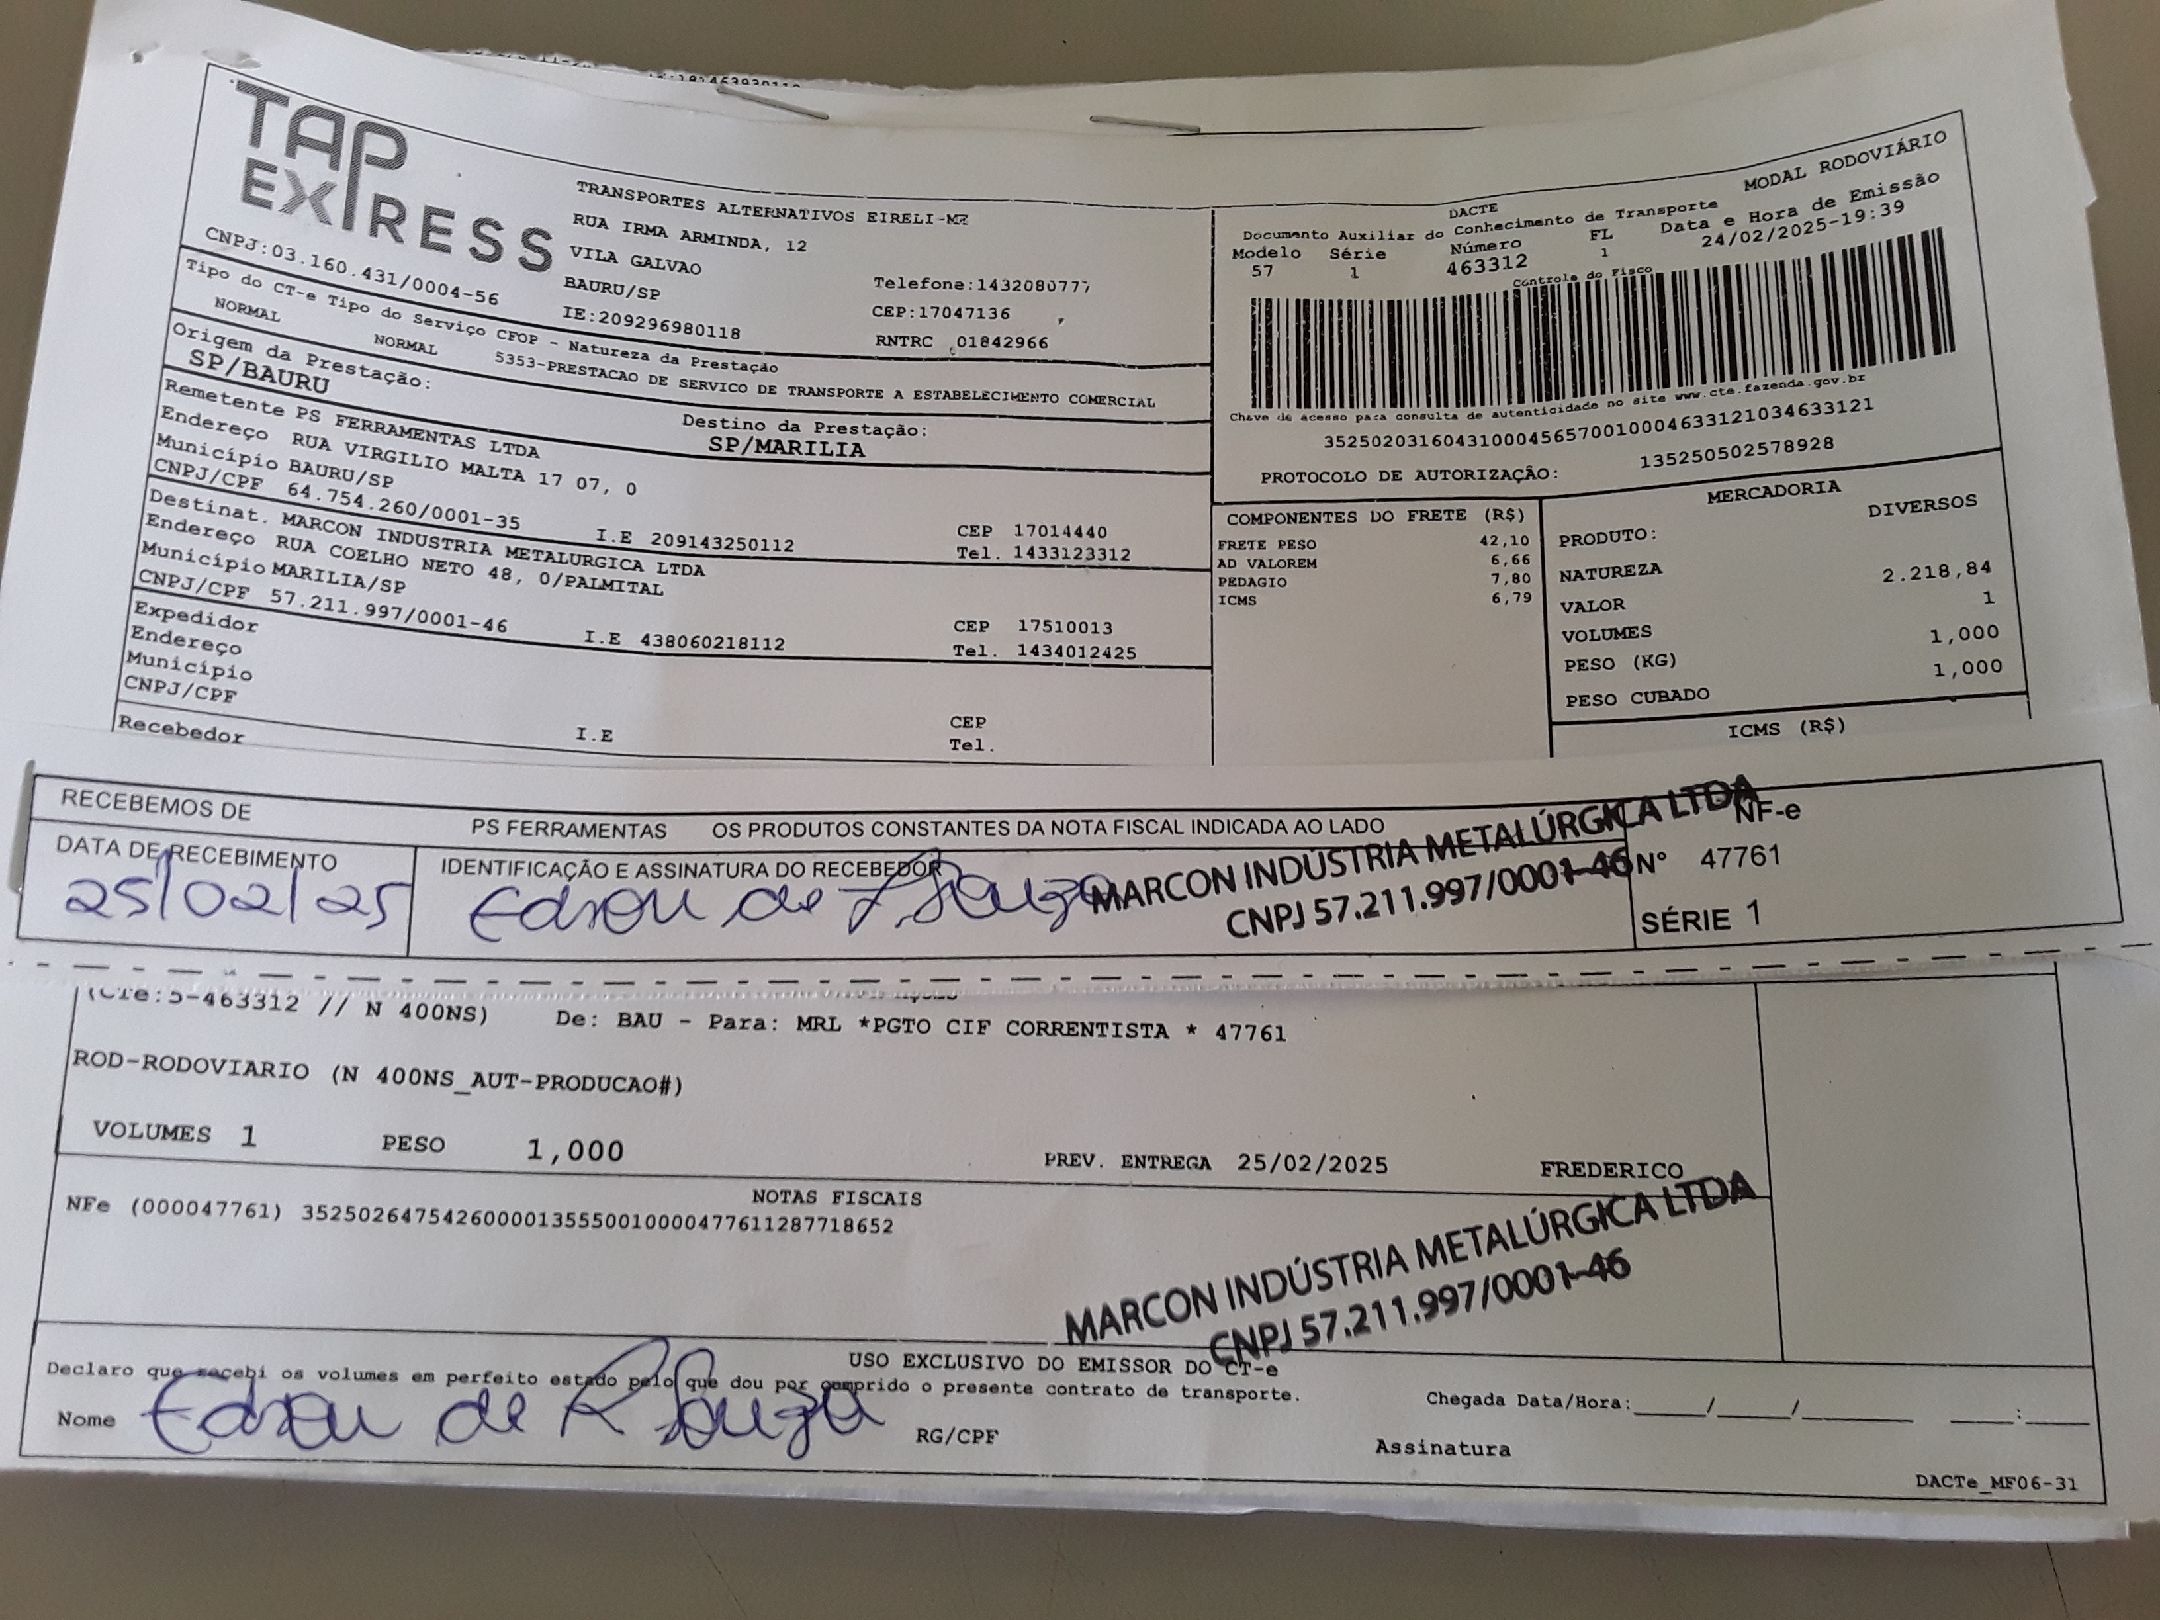 TAP
EXPRESS
CNPJ:03.160.431/0004-56
TRANSPORTES ALTERNATIVOS EIRELI-ME
RUA IRMA ARMINDA, 12
VILA GALVAO
BAURU/SP
IE:209296980118
Telefone:1432080777
CEP:17047136
RNTRC 01842966
Tipo do CT-e Tipo do Serviço CFOP - Natureza da Prestação
NORMAL NORMAL 5353-PRESTACAO DE SERVICO DE TRANSPORTE A ESTABELECIMENTO COMERCIAL
Origem da Prestação:
SP/BAURU
Destino da Prestação:
SP/MARILIA
Remetente PS FERRAMENTAS LTDA
Endereço RUA VIRGILIO MALTA 17 07, 0
Município BAURU/SP CEP 17014440
CNPJ/CPF 64.754.260/0001-35 I.E 209143250112 Tel. 1433123312
Destinat. MARCON INDUSTRIA METALURGICA LTDA
Endereço RUA COELHO NETO 48, 0/PALMITAL
Município MARILIA/SP CEP 17510013
CNPJ/CPF 57.211.997/0001-46 I.E 438060218112 Tel. 1434012425
Expedidor
Endereço
Município CEP
CNPJ/CPF I.E Tel.
Recebedor
MODAL RODOVIÁRIO
DACTE
Documento Auxiliar do Conhecimento de Transporte
Modelo Série Número FL Data e Hora de Emissão
57 1 463312 1 24/02/2025-19:39
Controle do Fisco
Chave de acesso para consulta de autenticidade no site www.cte.fazenda.gov.br
35250203160431000456570010004633121034633121
PROTOCOLO DE AUTORIZAÇÃO: 135250502578928
COMPONENTES DO FRETE (R$)
FRETE PESO 42,10
AD VALOREM 6,66
PEDAGIO 7,80
ICMS 6,79
MERCADORIA
PRODUTO: DIVERSOS
NATUREZA
VALOR 2.218,84
VOLUMES 1
PESO (KG) 1,000
PESO CUBADO 1,000
ICMS (R$)
RECEBEMOS DE PS FERRAMENTAS OS PRODUTOS CONSTANTES DA NOTA FISCAL INDICADA AO LADO
DATA DE RECEBIMENTO
25/02/25
IDENTIFICAÇÃO E ASSINATURA DO RECEBEDOR
Edson de R Souza
MARCON INDÚSTRIA METALÚRGICA LTDA
CNPJ 57.211.997/0001-46
NF-e
N° 47761
SÉRIE 1
(CTe:5-463312 // N 400NS) De: BAU - Para: MRL *PGTO CIF CORRENTISTA * 47761
ROD-RODOVIARIO (N 400NS_AUT-PRODUCAO#)
VOLUMES 1 PESO 1,000 PREV. ENTREGA 25/02/2025 FREDERICO
NOTAS FISCAIS
NFe (000047761) 35250264754260000135550010000477611287718652
MARCON INDÚSTRIA METALÚRGICA LTDA
CNPJ 57.211.997/0001-46
USO EXCLUSIVO DO EMISSOR DO CT-e
Declaro que recebi os volumes em perfeito estado pelo que dou por cumprido o presente contrato de transporte.
Nome Edson de R Souza RG/CPF
Chegada Data/Hora:____/____/______ ____:____
Assinatura
DACTe_MF06-31